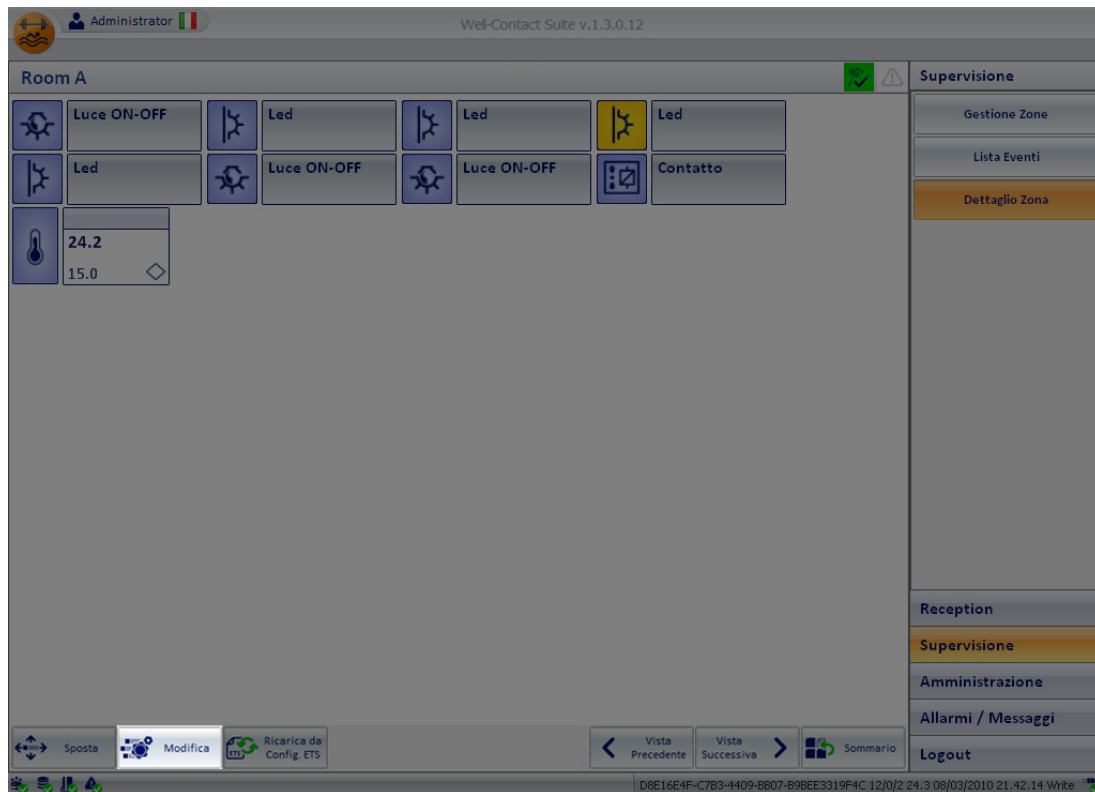 Administrator
Well-Contact Suite v.1.3.0.12
Room A
Supervisione
Luce ON-OFF
Led
Led
Led
Led
Luce ON-OFF
Luce ON-OFF
Contatto
24.2
15.0
Gestione Zone
Lista Eventi
Dettaglio Zona
Reception
Supervisione
Amministrazione
Allarmi / Messaggi
Logout
Sposta
Modifica
ETS
Ricarica da
Config. ETS
Vista
Precedente
Vista
Successiva
Sommario
D8E16E4F-C7B3-4409-BB07-B9BEE3319F4C 12/0/2 24.3 08/03/2010 21.42.14 Write